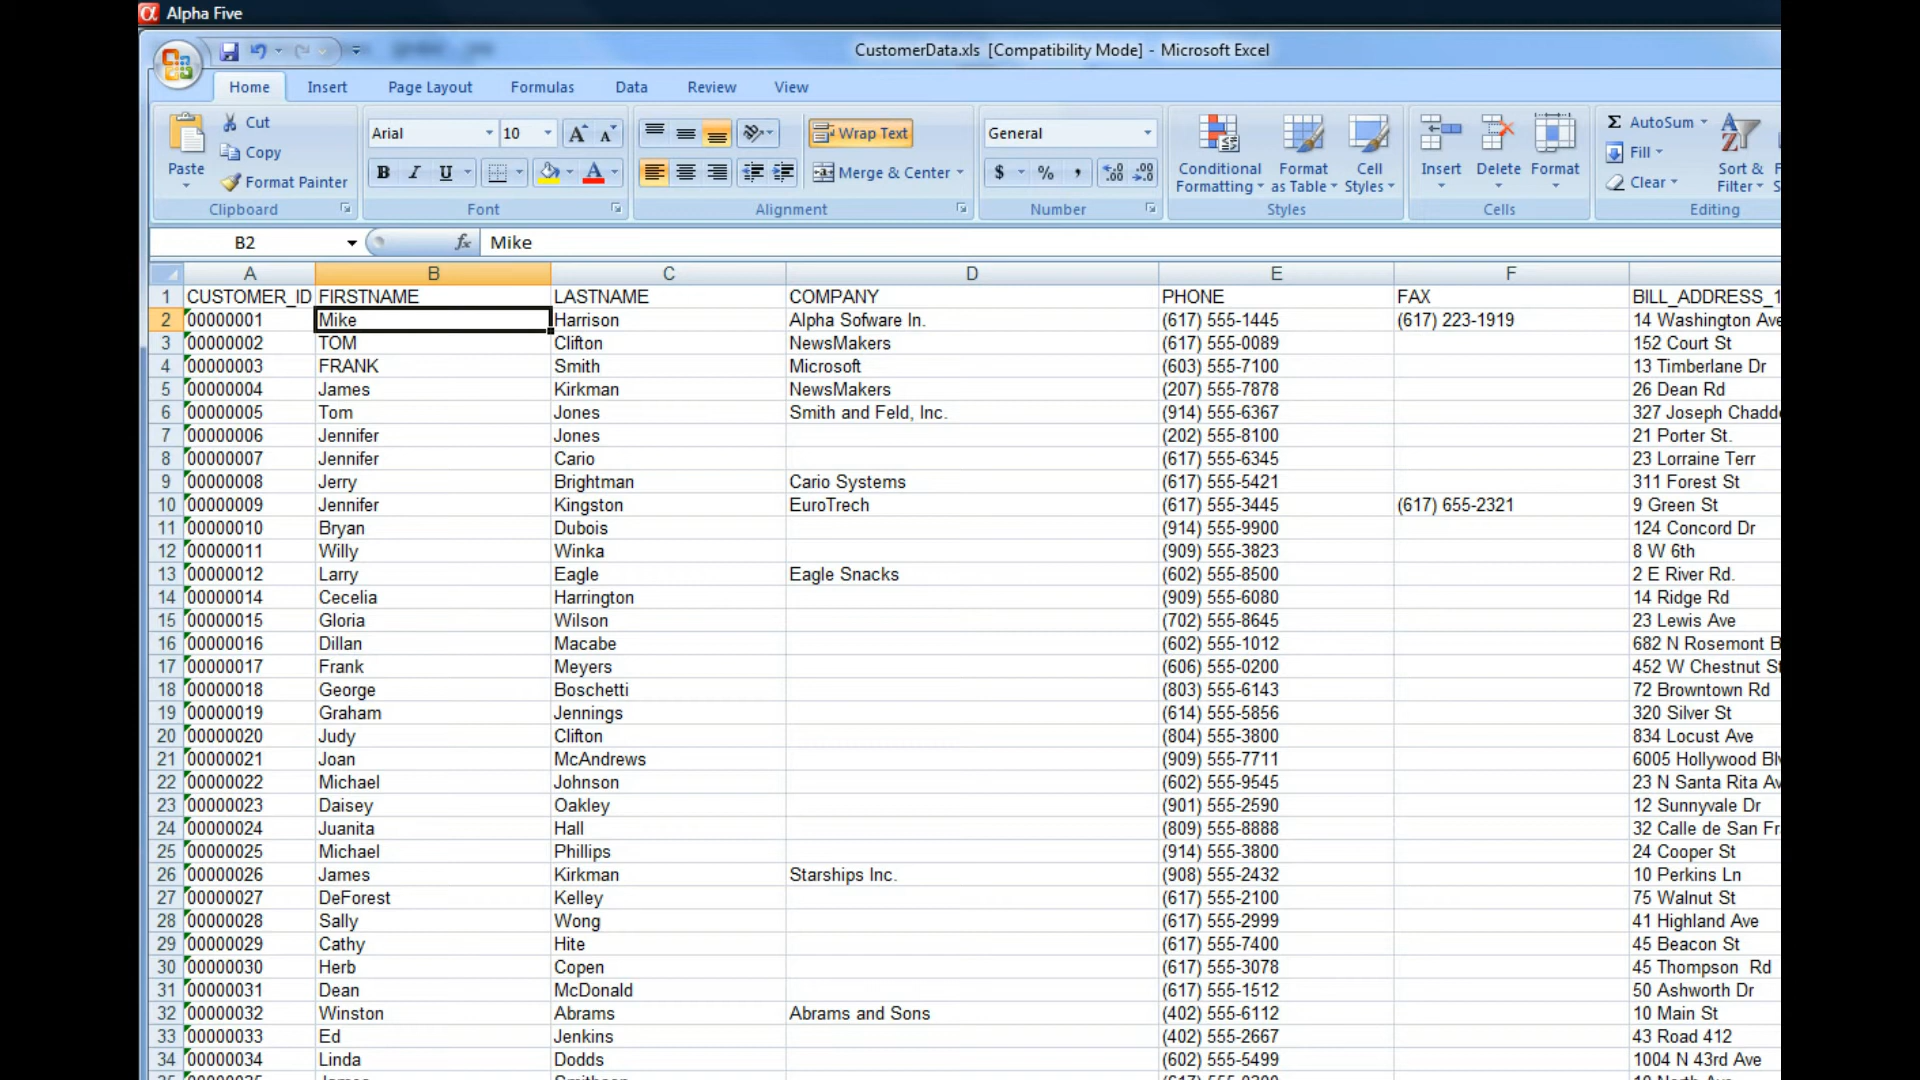 Alpha Five
CustomerData.xls [Compatibility Mode] - Microsoft Excel
Home Insert Page Layout Formulas Data Review View
Paste Cut Copy Format Painter Clipboard
Arial 10 Font
Wrap Text Merge & Center Alignment
General $ % , Number
Conditional Formatting Format as Table Cell Styles Styles
Insert Delete Format Cells
Σ AutoSum Fill Clear Sort & Filter Editing
B2 fx Mike
A B C D E F
1 CUSTOMER_ID FIRSTNAME LASTNAME COMPANY PHONE FAX BILL_ADDRESS_1
2 00000001 Mike Harrison Alpha Sofware In. (617) 555-1445 (617) 223-1919 14 Washington Ave
3 00000002 TOM Clifton NewsMakers (617) 555-0089 152 Court St
4 00000003 FRANK Smith Microsoft (603) 555-7100 13 Timberlane Dr
5 00000004 James Kirkman NewsMakers (207) 555-7878 26 Dean Rd
6 00000005 Tom Jones Smith and Feld, Inc. (914) 555-6367 327 Joseph
7 00000006 Jennifer Jones (202) 555-8100 21 Porter St.
8 00000007 Jennifer Cario (617) 555-6345 23 Lorraine Terr
9 00000008 Jerry Brightman Cario Systems (617) 555-5421 311 Forest St
10 00000009 Jennifer Kingston EuroTrech (617) 555-3445 (617) 655-2321 9 Green St
11 00000010 Bryan Dubois (914) 555-9900 124 Concord Dr
12 00000011 Willy Winka (909) 555-3823 8 W 6th
13 00000012 Larry Eagle Eagle Snacks (602) 555-8500 2 E River Rd.
14 00000014 Cecelia Harrington (909) 555-6080 14 Ridge Rd
15 00000015 Gloria Wilson (702) 555-8645 23 Lewis Ave
16 00000016 Dillan Macabe (602) 555-1012 682 N Rosemont
17 00000017 Frank Meyers (606) 555-0200 452 W Chestnut
18 00000018 George Boschetti (803) 555-6143 72 Browntown Rd
19 00000019 Graham Jennings (614) 555-5856 320 Silver St
20 00000020 Judy Clifton (804) 555-3800 834 Locust Ave
21 00000021 Joan McAndrews (909) 555-7711 6005 Hollywood
22 00000022 Michael Johnson (602) 555-9545 23 N Santa Rita
23 00000023 Daisey Oakley (901) 555-2590 12 Sunnyvale Dr
24 00000024 Juanita Hall (809) 555-8888 32 Calle de San
25 00000025 Michael Phillips (914) 555-3800 24 Cooper St
26 00000026 James Kirkman Starships Inc. (908) 555-2432 10 Perkins Ln
27 00000027 DeForest Kelley (617) 555-2100 75 Walnut St
28 00000028 Sally Wong (617) 555-2999 41 Highland Ave
29 00000029 Cathy Hite (617) 555-7400 45 Beacon St
30 00000030 Herb Copen (617) 555-3078 45 Thompson Rd
31 00000031 Dean McDonald (617) 555-1512 50 Ashworth Dr
32 00000032 Winston Abrams Abrams and Sons (402) 555-6112 10 Main St
33 00000033 Ed Jenkins (402) 555-2667 43 Road 412
34 00000034 Linda Dodds (602) 555-5499 1004 N 43rd Ave